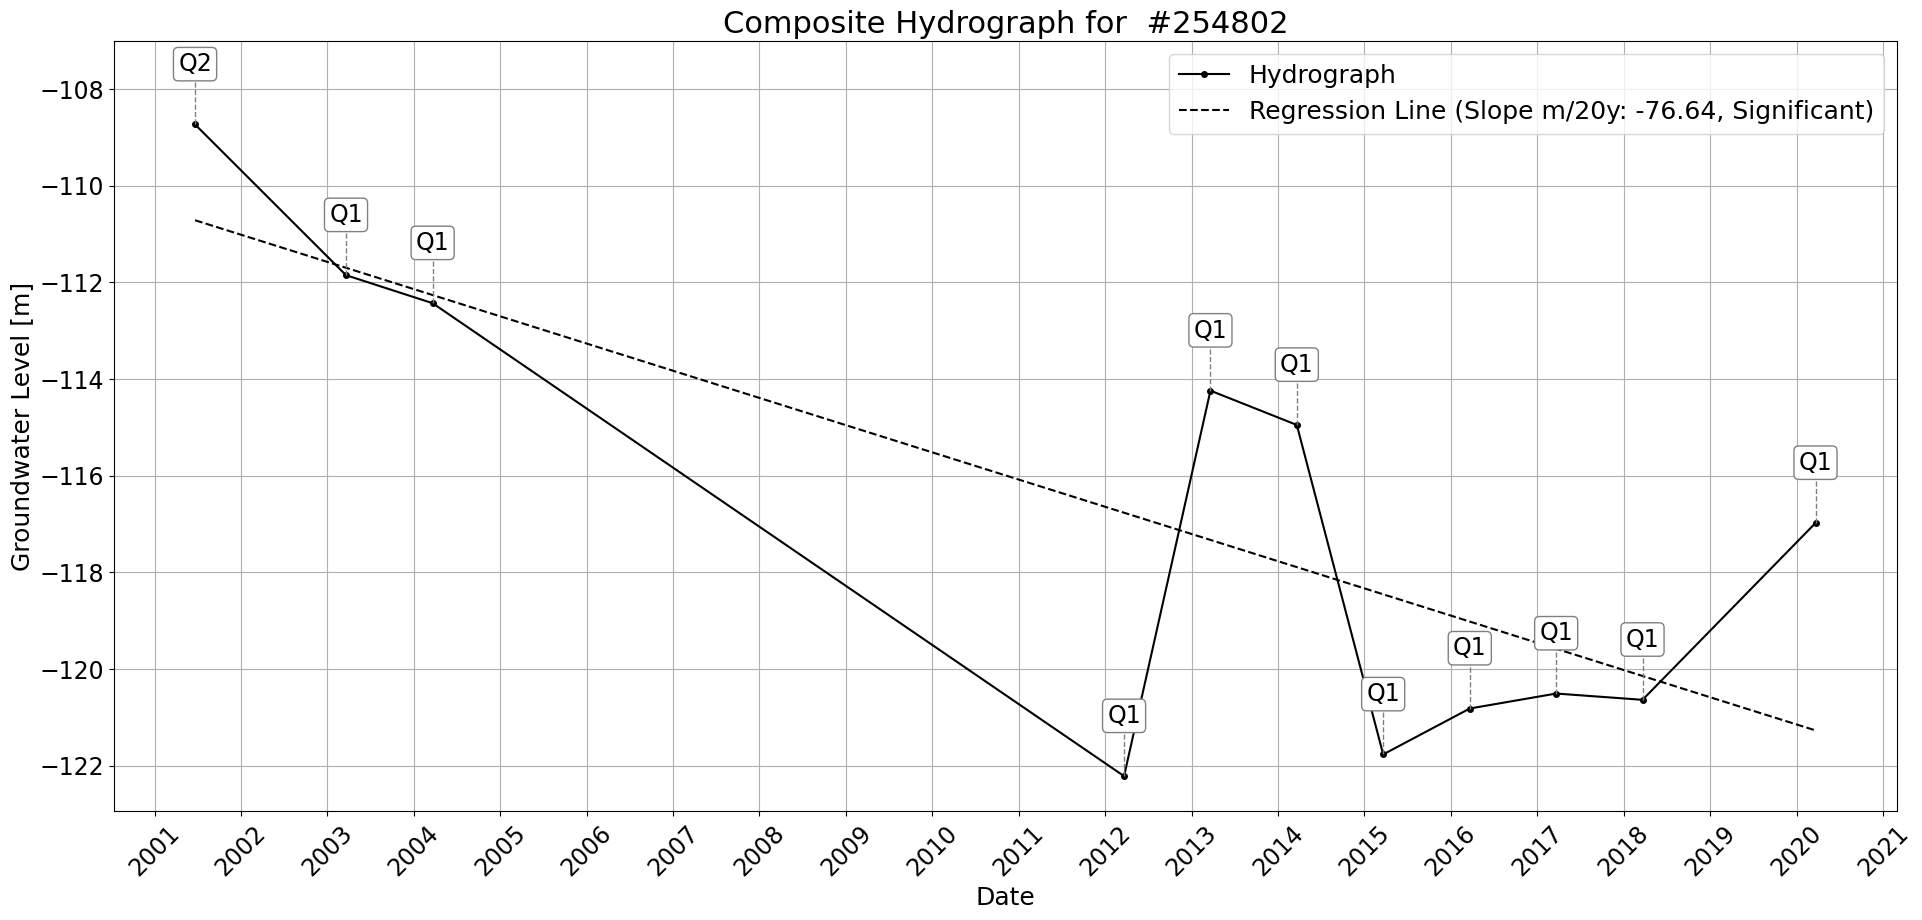 Composite Hydrograph for  #254802
Hydrograph
Regression Line (Slope m/20y: -76.64, Significant)
Groundwater Level [m]
−108
−110
−112
−114
−116
−118
−120
−122
Q2
Q1
Q1
Q1
Q1
Q1
Q1
Q1
Q1
Q1
Q1
2001
2002
2003
2004
2005
2006
2007
2008
2009
2010
2011
2012
2013
2014
2015
2016
2017
2018
2019
2020
2021
Date